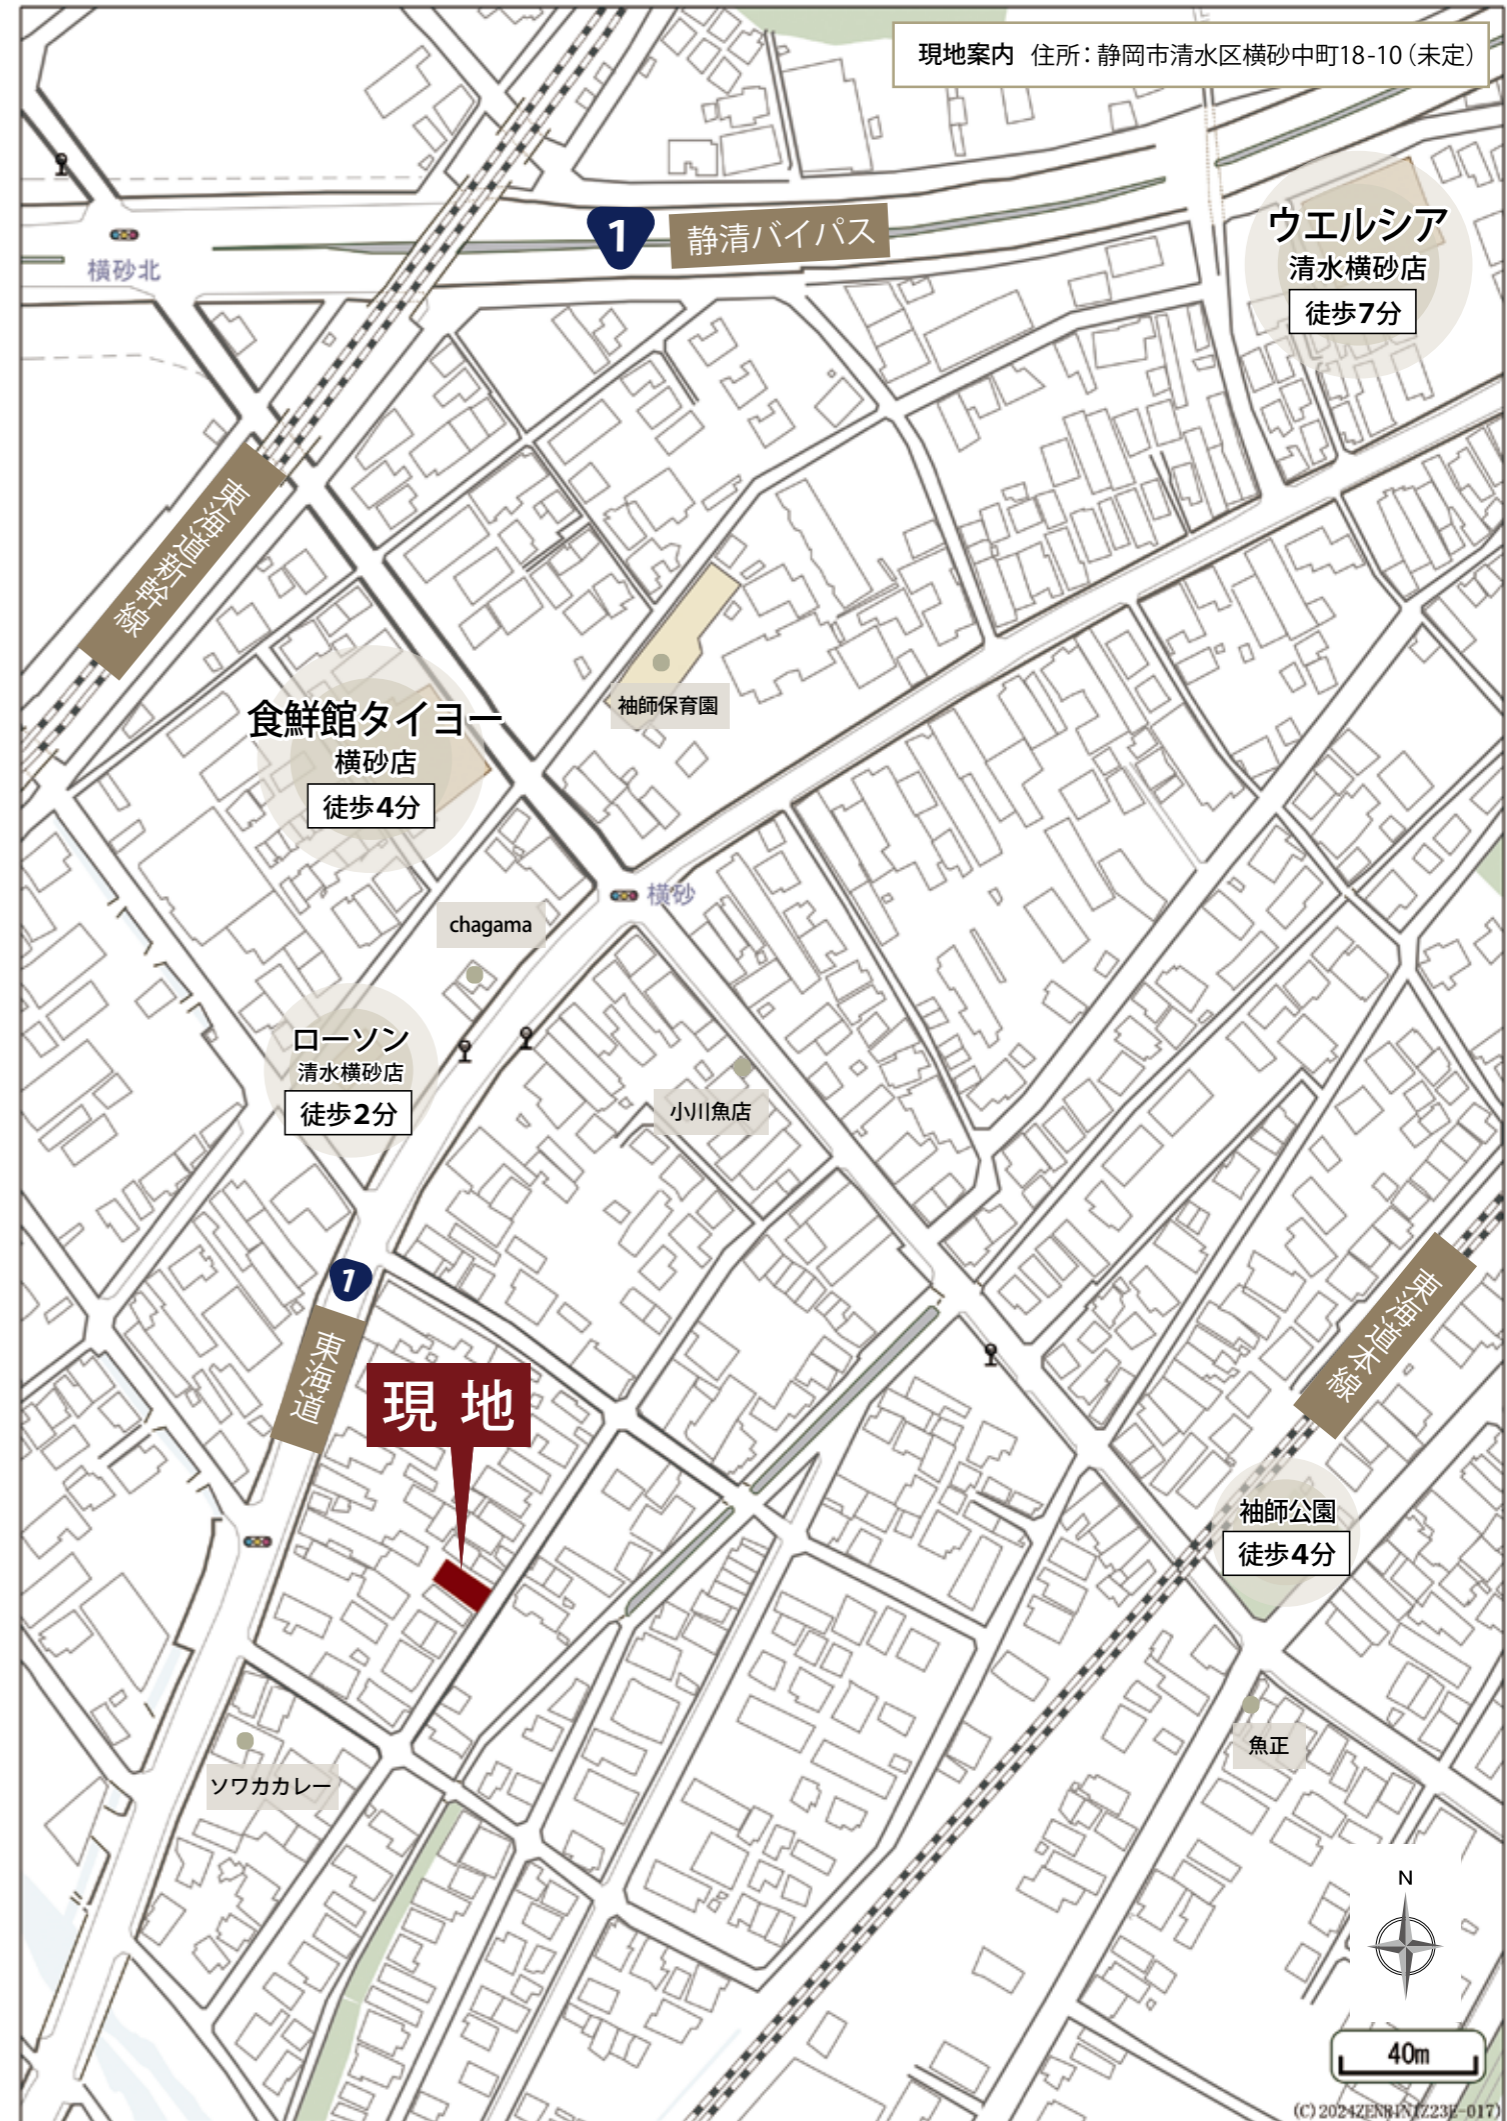 現地案内 住所：静岡市清水区横砂中町18-10（未定）
1
静清バイパス
横砂北
ウエルシア
清水横砂店
徒歩7分
東海道新幹線
袖師保育園
食鮮館タイヨー
横砂店
徒歩4分
横砂
chagama
ローソン
清水横砂店
徒歩2分
小川魚店
1
東海道
東海道本線
現地
袖師公園
徒歩4分
魚正
ソワカカレー
N
40m
(C)2024ZENRIN(Z23E-017)